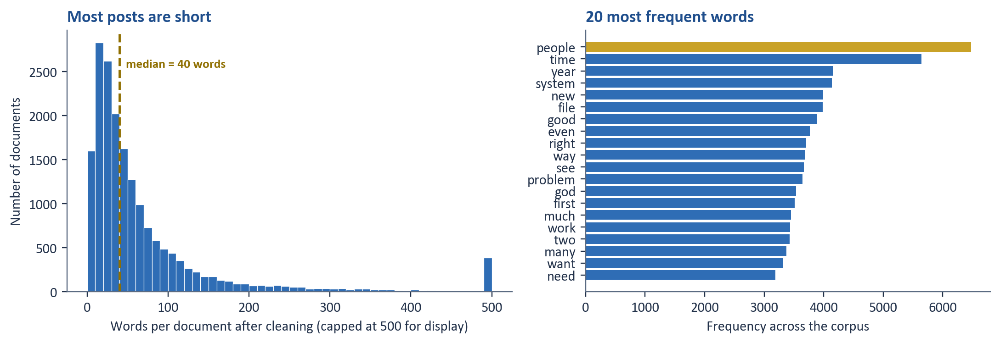 Most posts are short
median = 40 words
2500
2000
1500
1000
500
0
Number of documents
0 100 200 300 400 500
Words per document after cleaning (capped at 500 for display)
20 most frequent words
people
time
year
system
new
file
good
even
right
way
see
problem
god
first
much
work
two
many
want
need
0 1000 2000 3000 4000 5000 6000
Frequency across the corpus